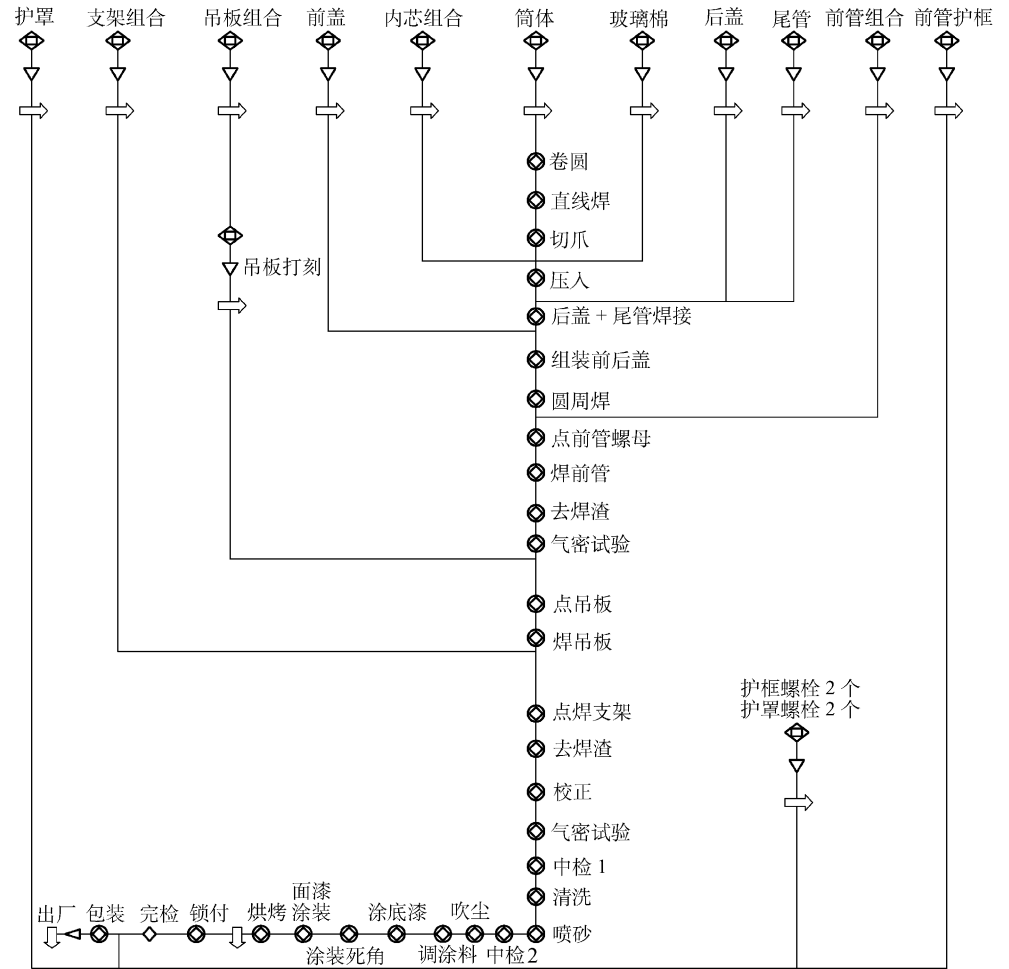 护罩
支架组合
吊板组合
前盖
内芯组合
筒体
玻璃棉
后盖
尾管
前管组合
前管护框
卷圆
直线焊
切爪
吊板打刻
压入
后盖 + 尾管焊接
组装前后盖
圆周焊
点前管螺母
焊前管
去焊渣
气密试验
点吊板
焊吊板
护框螺栓 2 个
护罩螺栓 2 个
点焊支架
去焊渣
校正
气密试验
中检 1
清洗
喷砂
出厂
包装
完检
锁付
烘烤
面漆
涂装
涂装死角
涂底漆
调涂料
吹尘
中检 2